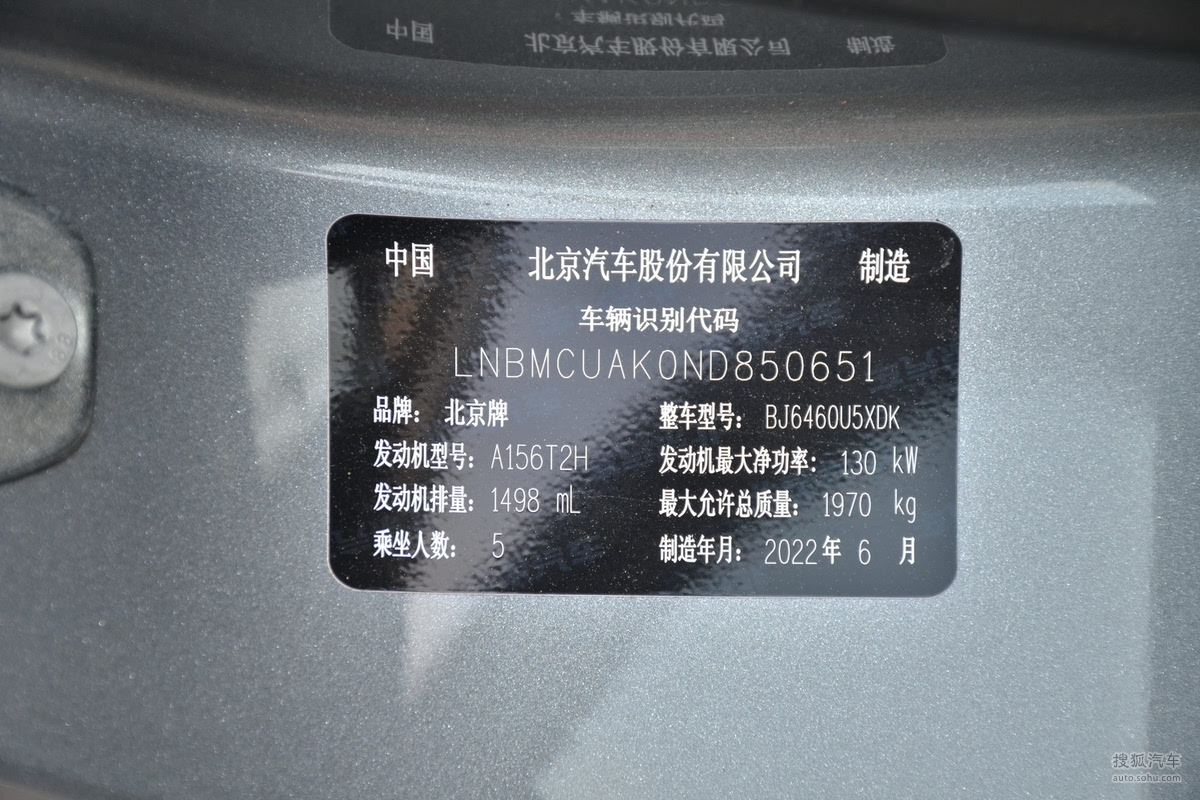 中国 北京汽车股份有限公司 制造
车辆识别代码
LNBMCUAK0ND850651
品牌： 北京牌 整车型号： BJ6460U5XDK
发动机型号： A156T2H 发动机最大净功率： 130 kW
发动机排量： 1498 mL 最大允许总质量： 1970 kg
乘坐人数： 5 制造年月： 2022年 6 月
搜狐汽车
auto.sohu.com